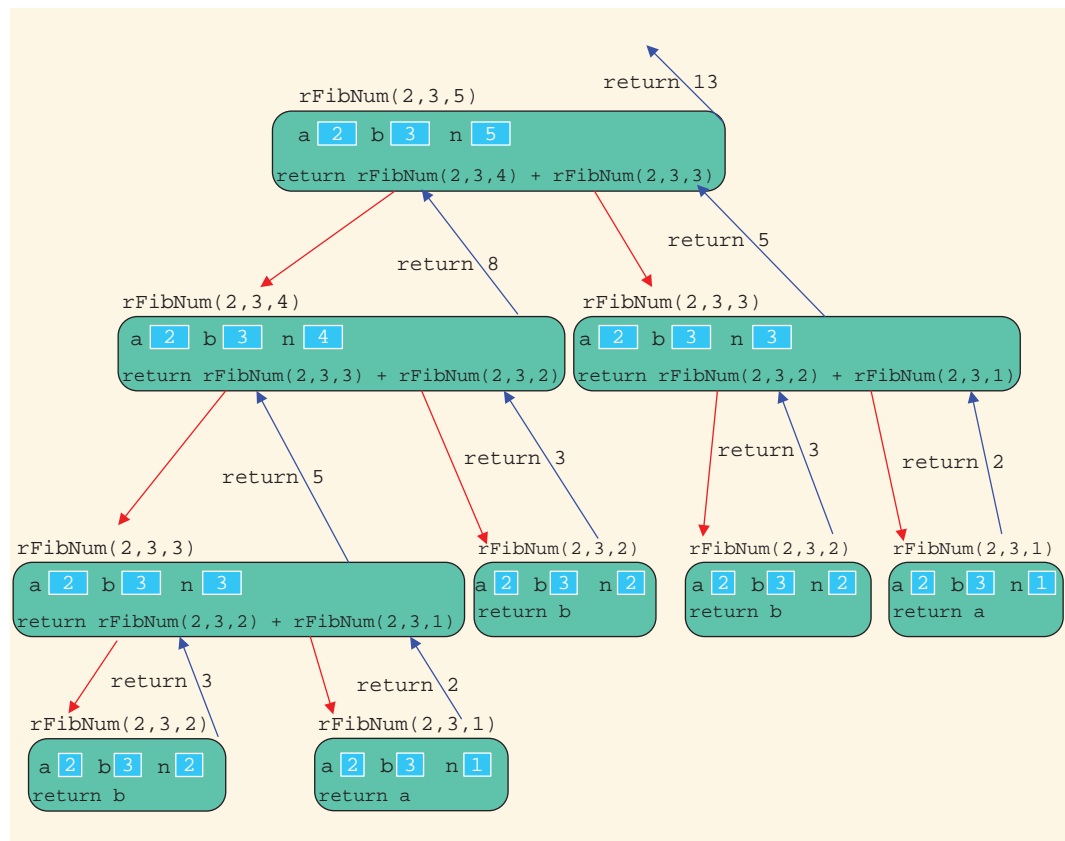 return 13
rFibNum(2,3,5)
a 2 b 3 n 5
return rFibNum(2,3,4) + rFibNum(2,3,3)
return 8
return 5
rFibNum(2,3,4)
a 2 b 3 n 4
return rFibNum(2,3,3) + rFibNum(2,3,2)
rFibNum(2,3,3)
a 2 b 3 n 3
return rFibNum(2,3,2) + rFibNum(2,3,1)
return 5
return 3
return 3
return 2
rFibNum(2,3,3)
a 2 b 3 n 3
return rFibNum(2,3,2) + rFibNum(2,3,1)
rFibNum(2,3,2)
a 2 b 3 n 2
return b
rFibNum(2,3,2)
a 2 b 3 n 2
return b
rFibNum(2,3,1)
a 2 b 3 n 1
return a
return 3
return 2
rFibNum(2,3,2)
a 2 b 3 n 2
return b
rFibNum(2,3,1)
a 2 b 3 n 1
return a